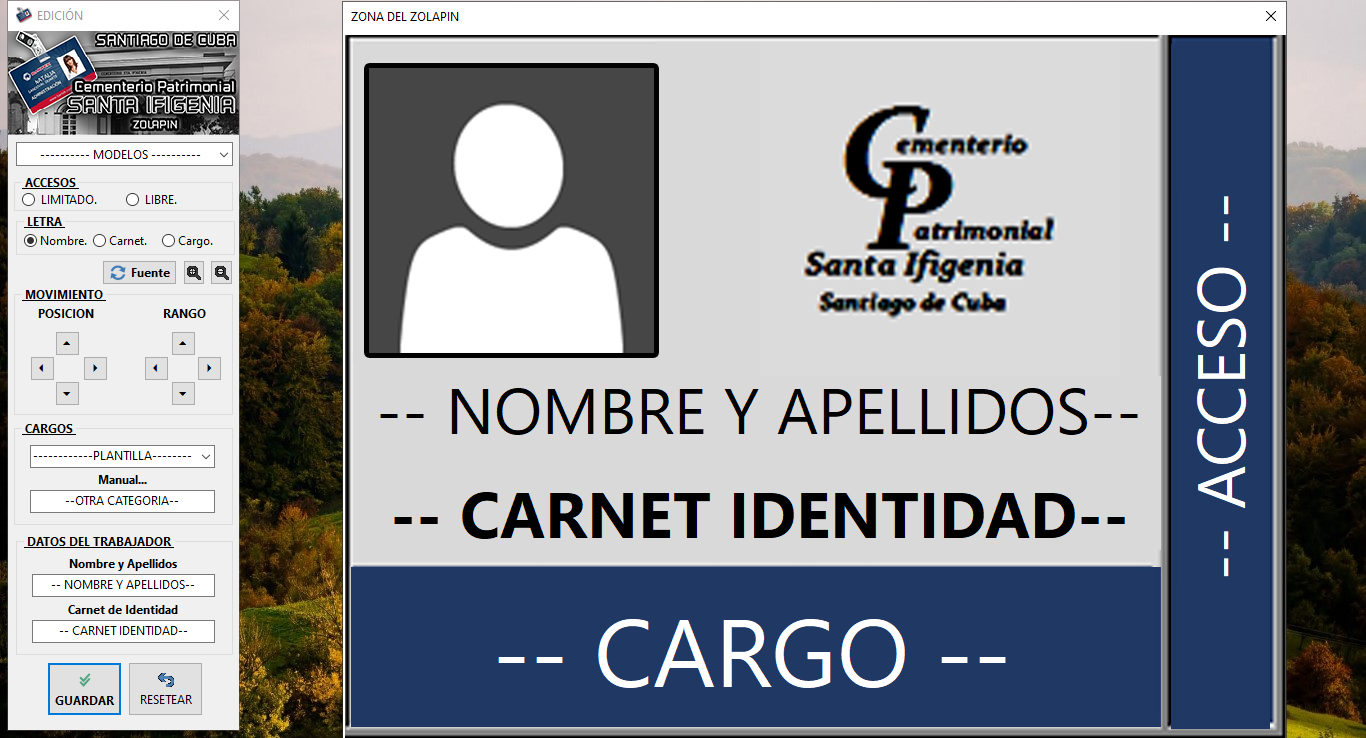 EDICIÓN
SANTIAGO DE CUBA
NATALIA
ADMINISTRACIÓN
Cementerio Patrimonial
SANTA IFIGENIA
ZOLAPIN
---------- MODELOS ----------
ACCESOS
LIMITADO. LIBRE.
LETRA
Nombre. Carnet. Cargo.
Fuente
MOVIMIENTO
POSICION RANGO
CARGOS
------------PLANTILLA--------
Manual...
--OTRA CATEGORIA--
DATOS DEL TRABAJADOR
Nombre y Apellidos
-- NOMBRE Y APELLIDOS--
Carnet de Identidad
-- CARNET IDENTIDAD--
GUARDAR RESETEAR
ZONA DEL ZOLAPIN
Cementerio
Patrimonial
Santa Ifigenia
Santiago de Cuba
-- NOMBRE Y APELLIDOS--
-- CARNET IDENTIDAD--
-- CARGO --
-- ACCESO --